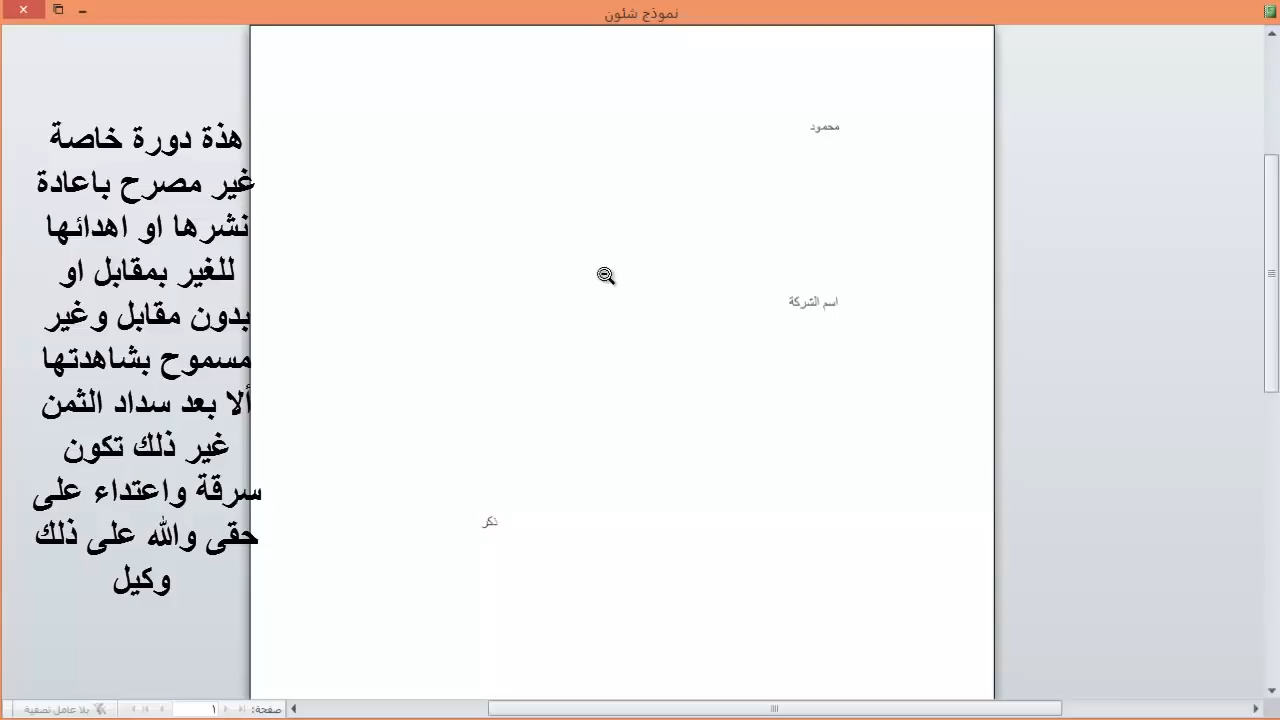 نموذج شئون
محمود
اسم الشركة
ذكر
هذة دورة خاصة
غير مصرح باعادة
نشرها او اهدائها
للغير بمقابل او
بدون مقابل وغير
مسموح بشاهدتها
ألا بعد سداد الثمن
غير ذلك تكون
سرقة واعتداء على
حقى والله على ذلك
وكيل
صفحة: ١
بلا عامل تصفية